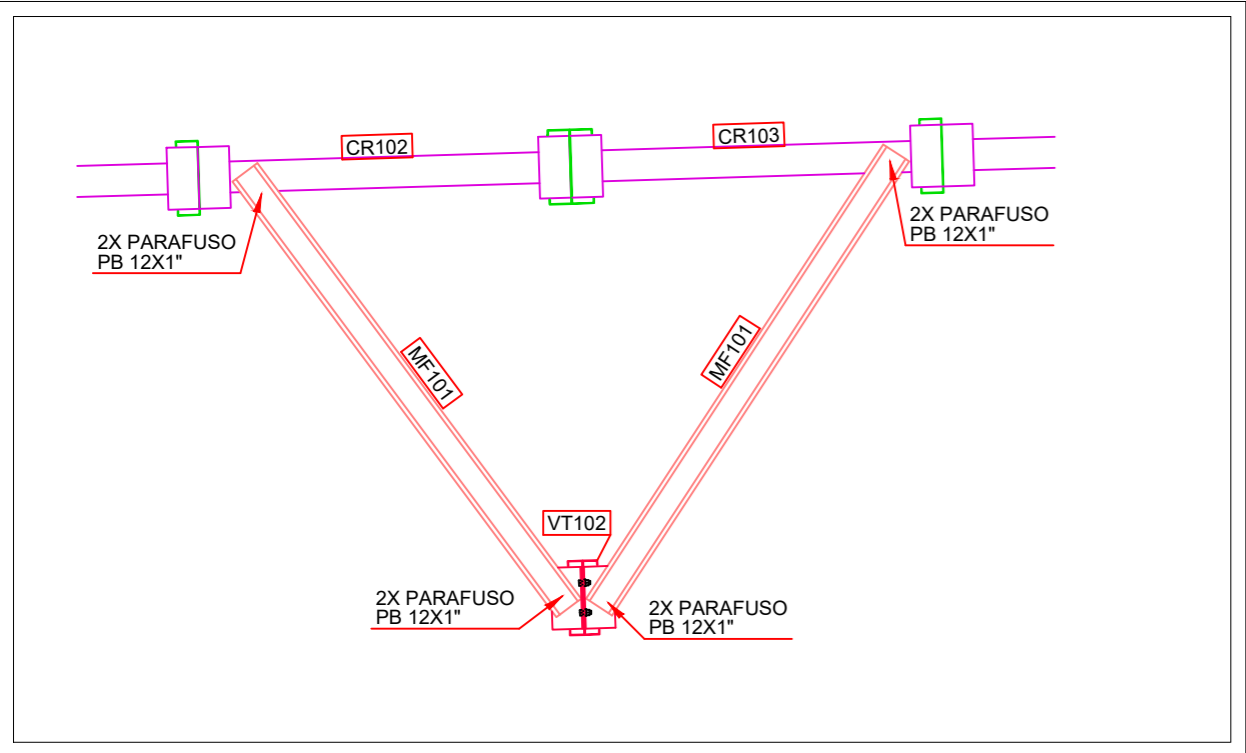 CR102
CR103
2X PARAFUSO
PB 12X1"
2X PARAFUSO
PB 12X1"
MF101
MF101
VT102
2X PARAFUSO
PB 12X1"
2X PARAFUSO
PB 12X1"